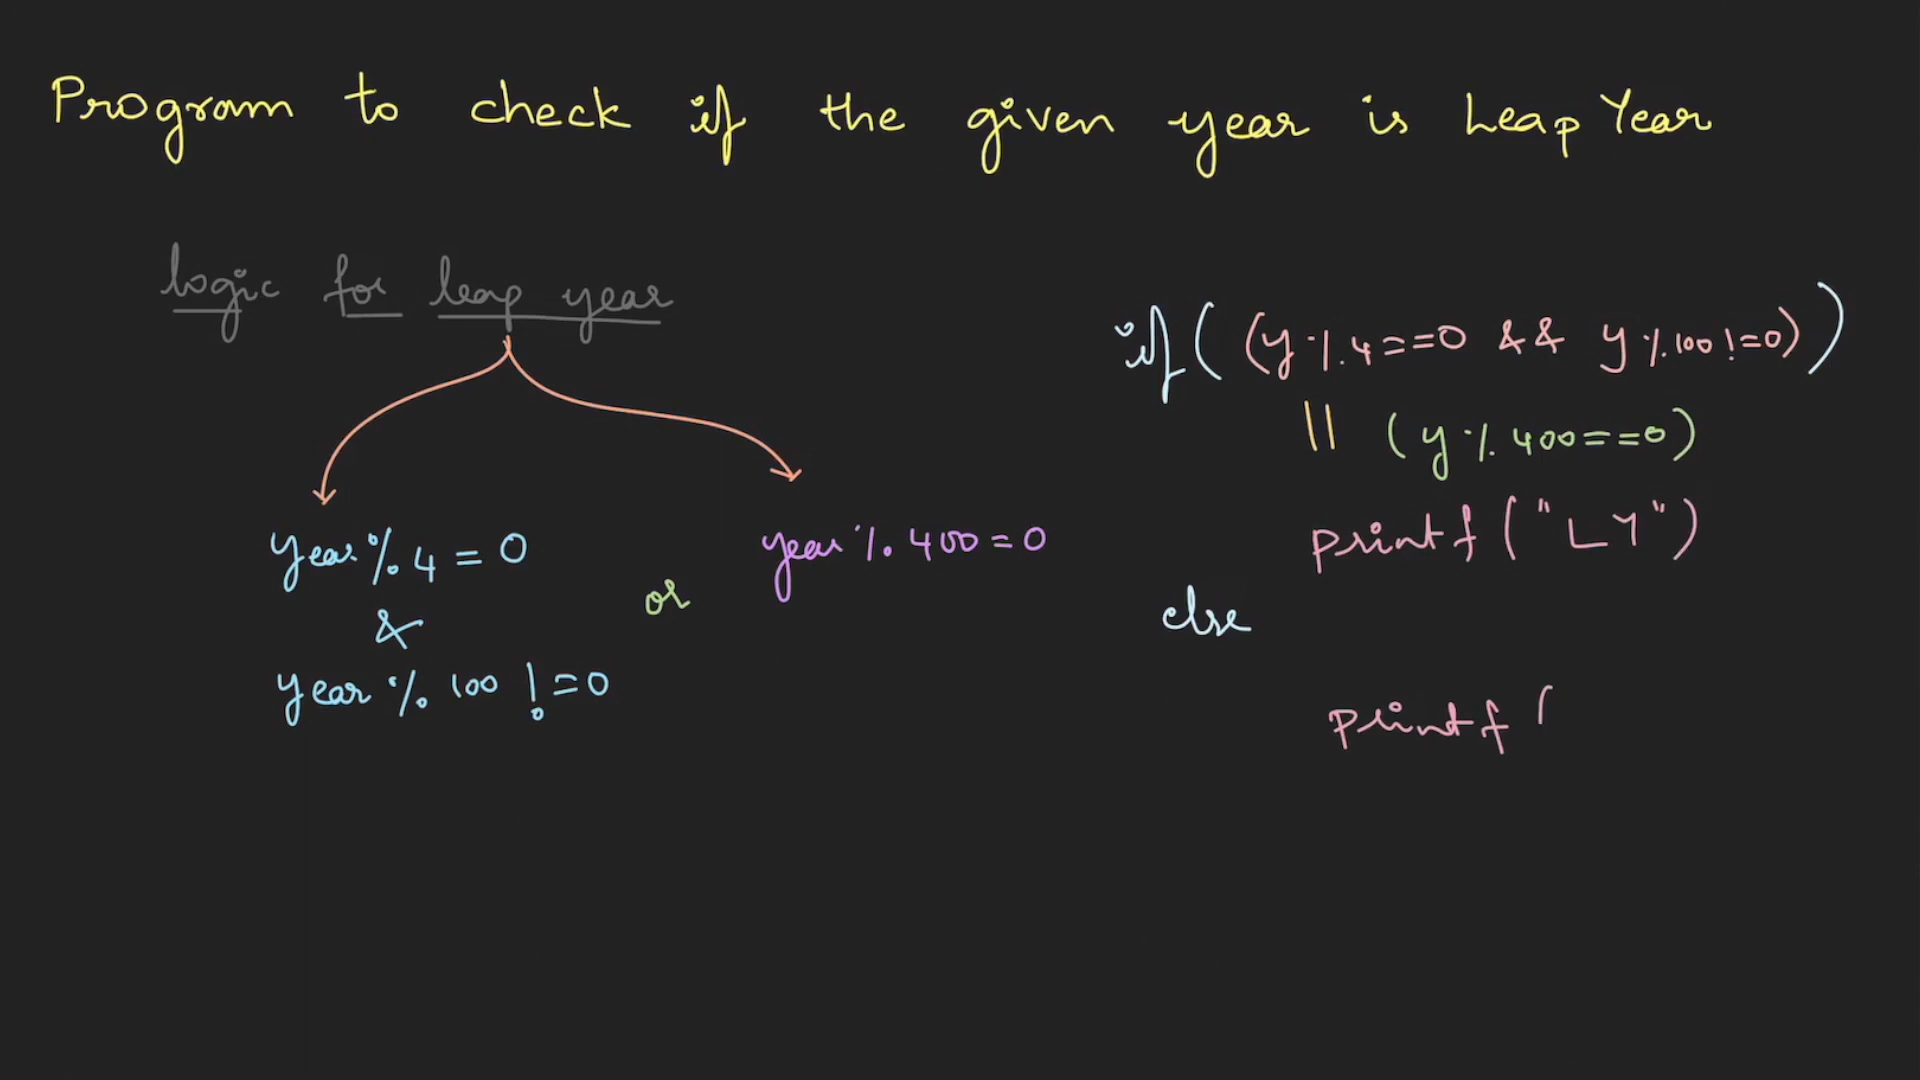 Program to check if the given year is Leap Year
logic for leap year
year % 4 = 0
&
year % 100 != 0
or
year % 400 = 0
if ( (y % 4 == 0 && y % 100 != 0) )
|| (y % 400 == 0)
printf ("LY")
else
printf (